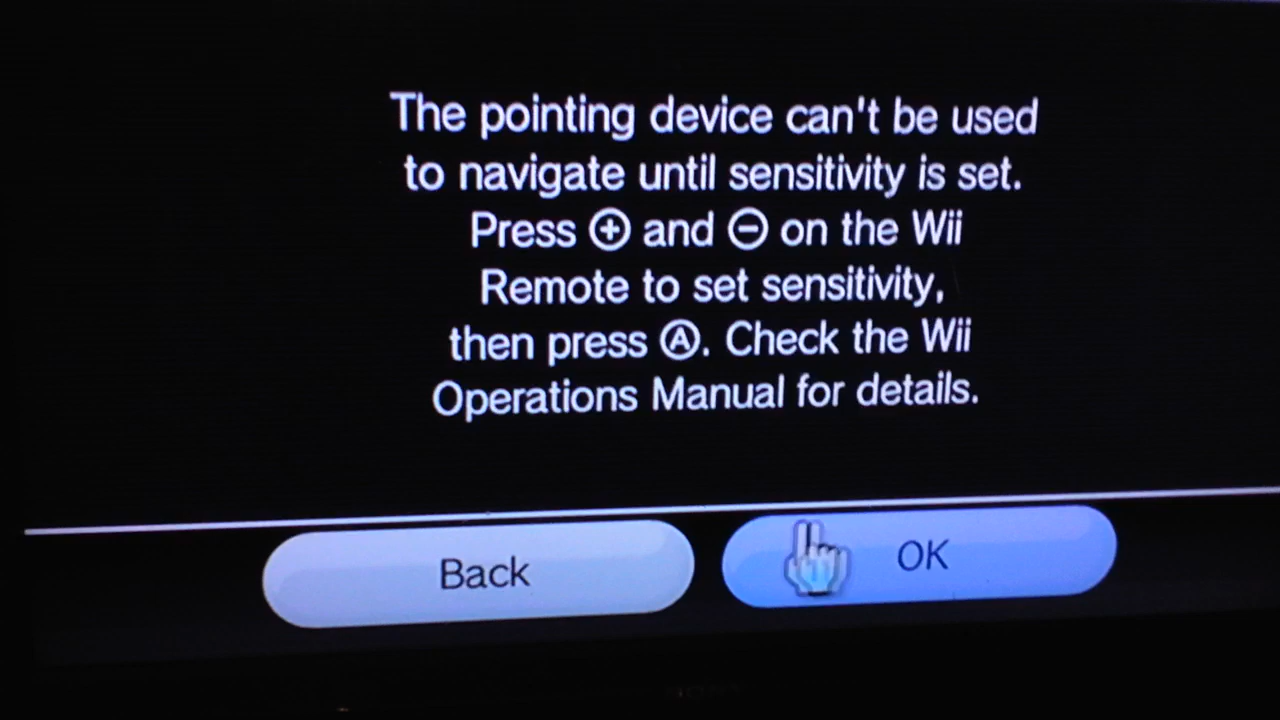 The pointing device can't be used
to navigate until sensitivity is set.
Press ⊕ and ⊖ on the Wii
Remote to set sensitivity,
then press Ⓐ. Check the Wii
Operations Manual for details.
Back
OK